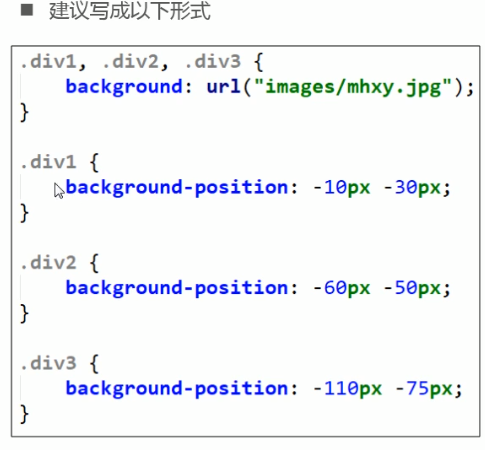 ■ 建议写成以下形式
.div1, .div2, .div3 {
    background: url("images/mhxy.jpg");
}
.div1 {
    background-position: -10px -30px;
}
.div2 {
    background-position: -60px -50px;
}
.div3 {
    background-position: -110px -75px;
}